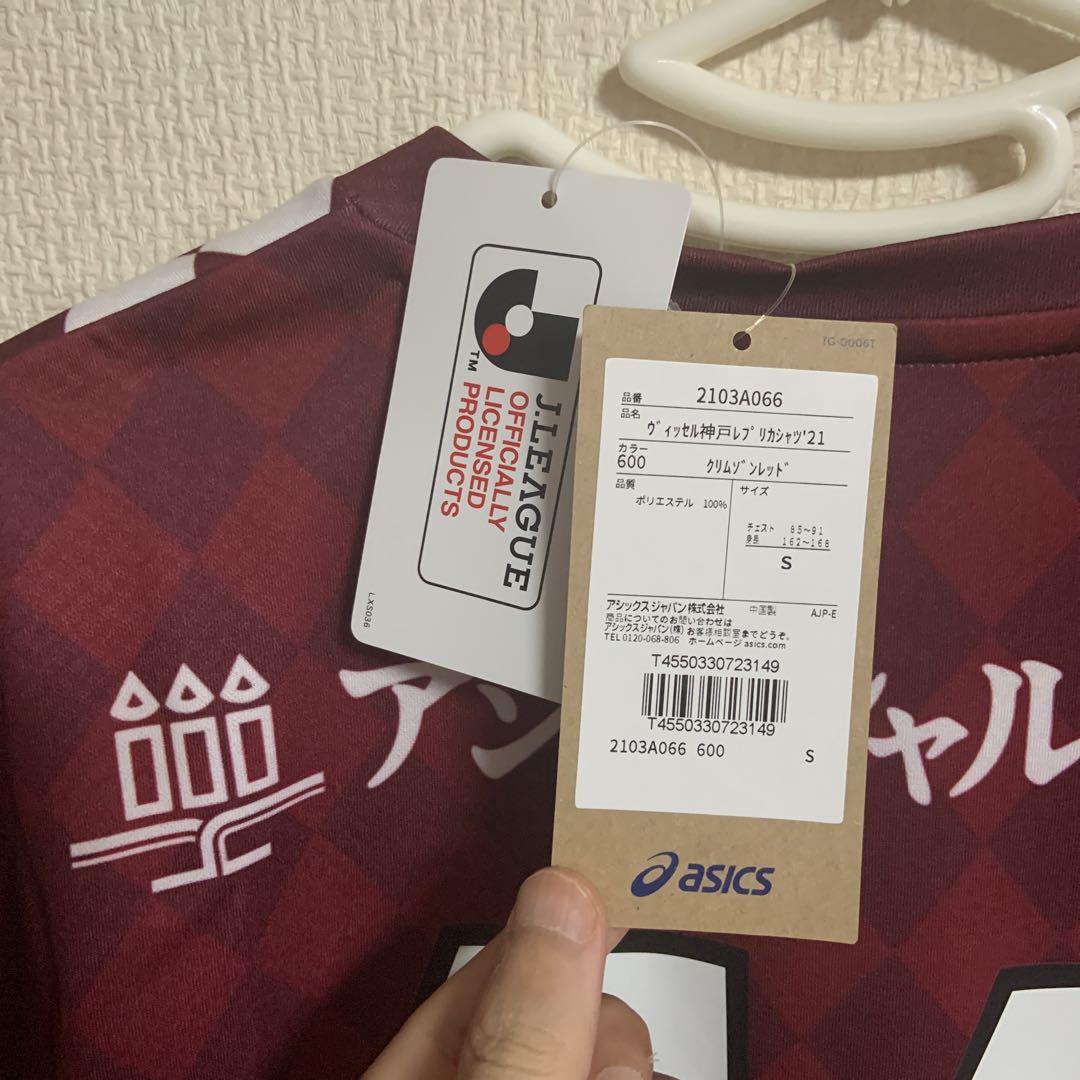 J.LEAGUE
OFFICIALLY
LICENSED
PRODUCTS
TM
LXS036
TG-0006T
品番 2103A066
品名
ヴィッセル神戸レプリカシャツ'21
カラー
600 クリムゾンレッド
品質
ポリエステル 100%
サイズ
チェスト 85~91
身長 162~168
S
アシックスジャパン株式会社 中国製 AJP-E
商品についてのお問い合わせは
アシックスジャパン(株)お客様相談室までどうぞ。
TEL 0120-068-806 ホームページ asics.com
T4550330723149
T4550330723149
2103A066 600 S
asics
アシ
ャル